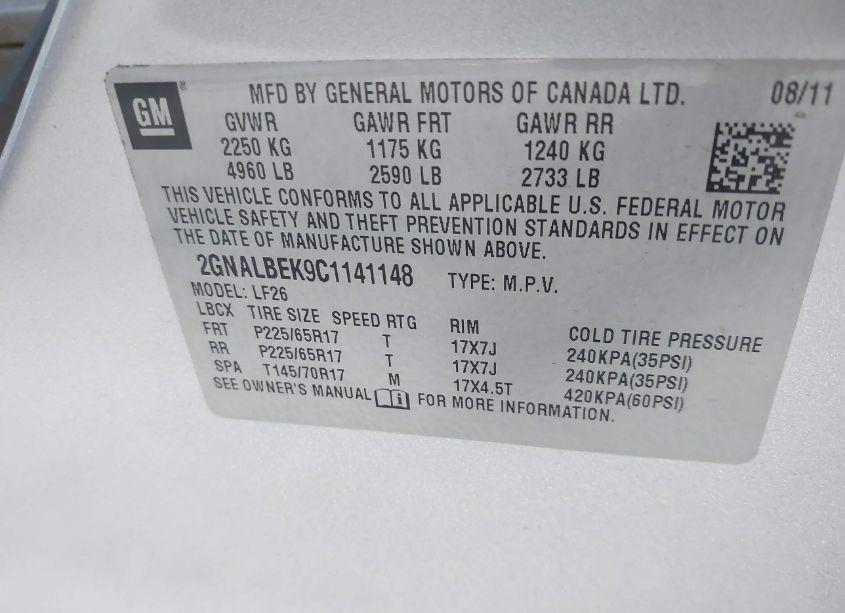 GM ®
MFD BY GENERAL MOTORS OF CANADA LTD. 08/11
GVWR GAWR FRT GAWR RR
2250 KG 1175 KG 1240 KG
4960 LB 2590 LB 2733 LB
THIS VEHICLE CONFORMS TO ALL APPLICABLE U.S. FEDERAL MOTOR
VEHICLE SAFETY AND THEFT PREVENTION STANDARDS IN EFFECT ON
THE DATE OF MANUFACTURE SHOWN ABOVE.
2GNALBEK9C1141148 TYPE: M.P.V.
MODEL: LF26
LBCX TIRE SIZE SPEED RTG RIM COLD TIRE PRESSURE
FRT P225/65R17 T 17X7J 240KPA(35PSI)
RR P225/65R17 T 17X7J 240KPA(35PSI)
SPA T145/70R17 M 17X4.5T 420KPA(60PSI)
SEE OWNER'S MANUAL i FOR MORE INFORMATION.